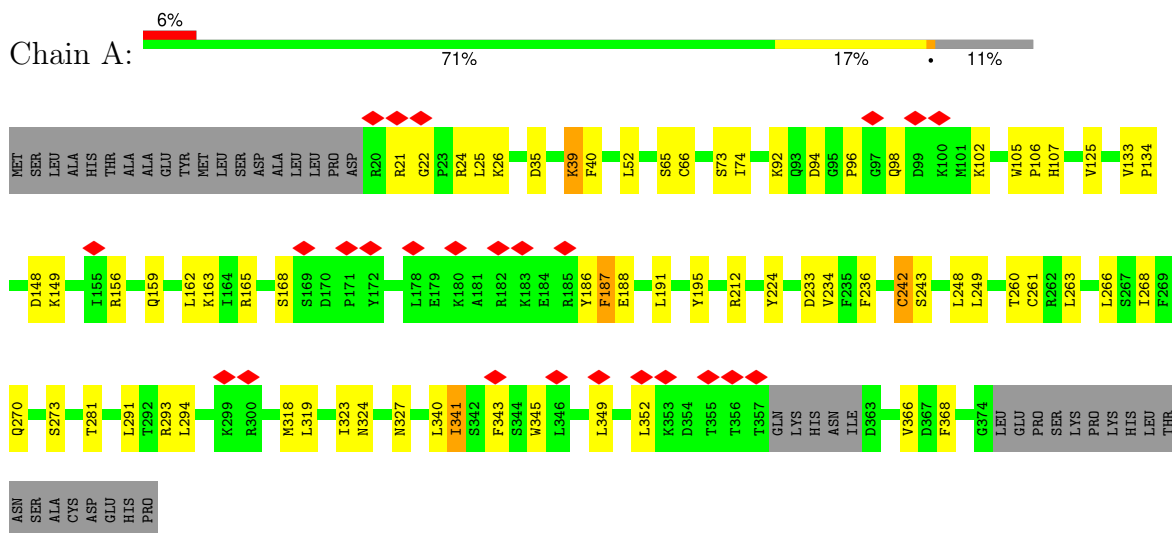 6%
Chain A:
71% 17% • 11%
MET SER LEU ALA HIS THR ALA ALA GLU TYR MET LEU SER ASP ALA LEU LEU PRO ASP R20 R21 G22 P23 R24 L25 K26 D35 K39 F40 L52 S65 C66 S73 I74 K92 Q93 D94 G95 P96 G97 Q98 D99 K100 M101 K102 W105 P106 H107 V125 V133 P134
D148 K149 I155 R156 Q159 L162 K163 I164 R165 S168 S169 D170 P171 Y172 L178 E179 K180 A181 R182 K183 E184 R185 Y186 F187 E188 L191 Y195 R212 Y224 D233 V234 F235 F236 C242 S243 L248 L249 T260 C261 R262 L263 L266 S267 I268 F269
Q270 S273 T281 L291 T292 R293 L294 K299 R300 M318 L319 I323 N324 N327 L340 I341 S342 F343 S344 W345 L346 L349 L352 K353 D354 T355 T356 T357 GLN LYS HIS ASN ILE D363 V366 D367 F368 G374 LEU GLU PRO SER LYS PRO LYS HIS LEU THR
ASN SER ALA CYS ASP GLU HIS PRO